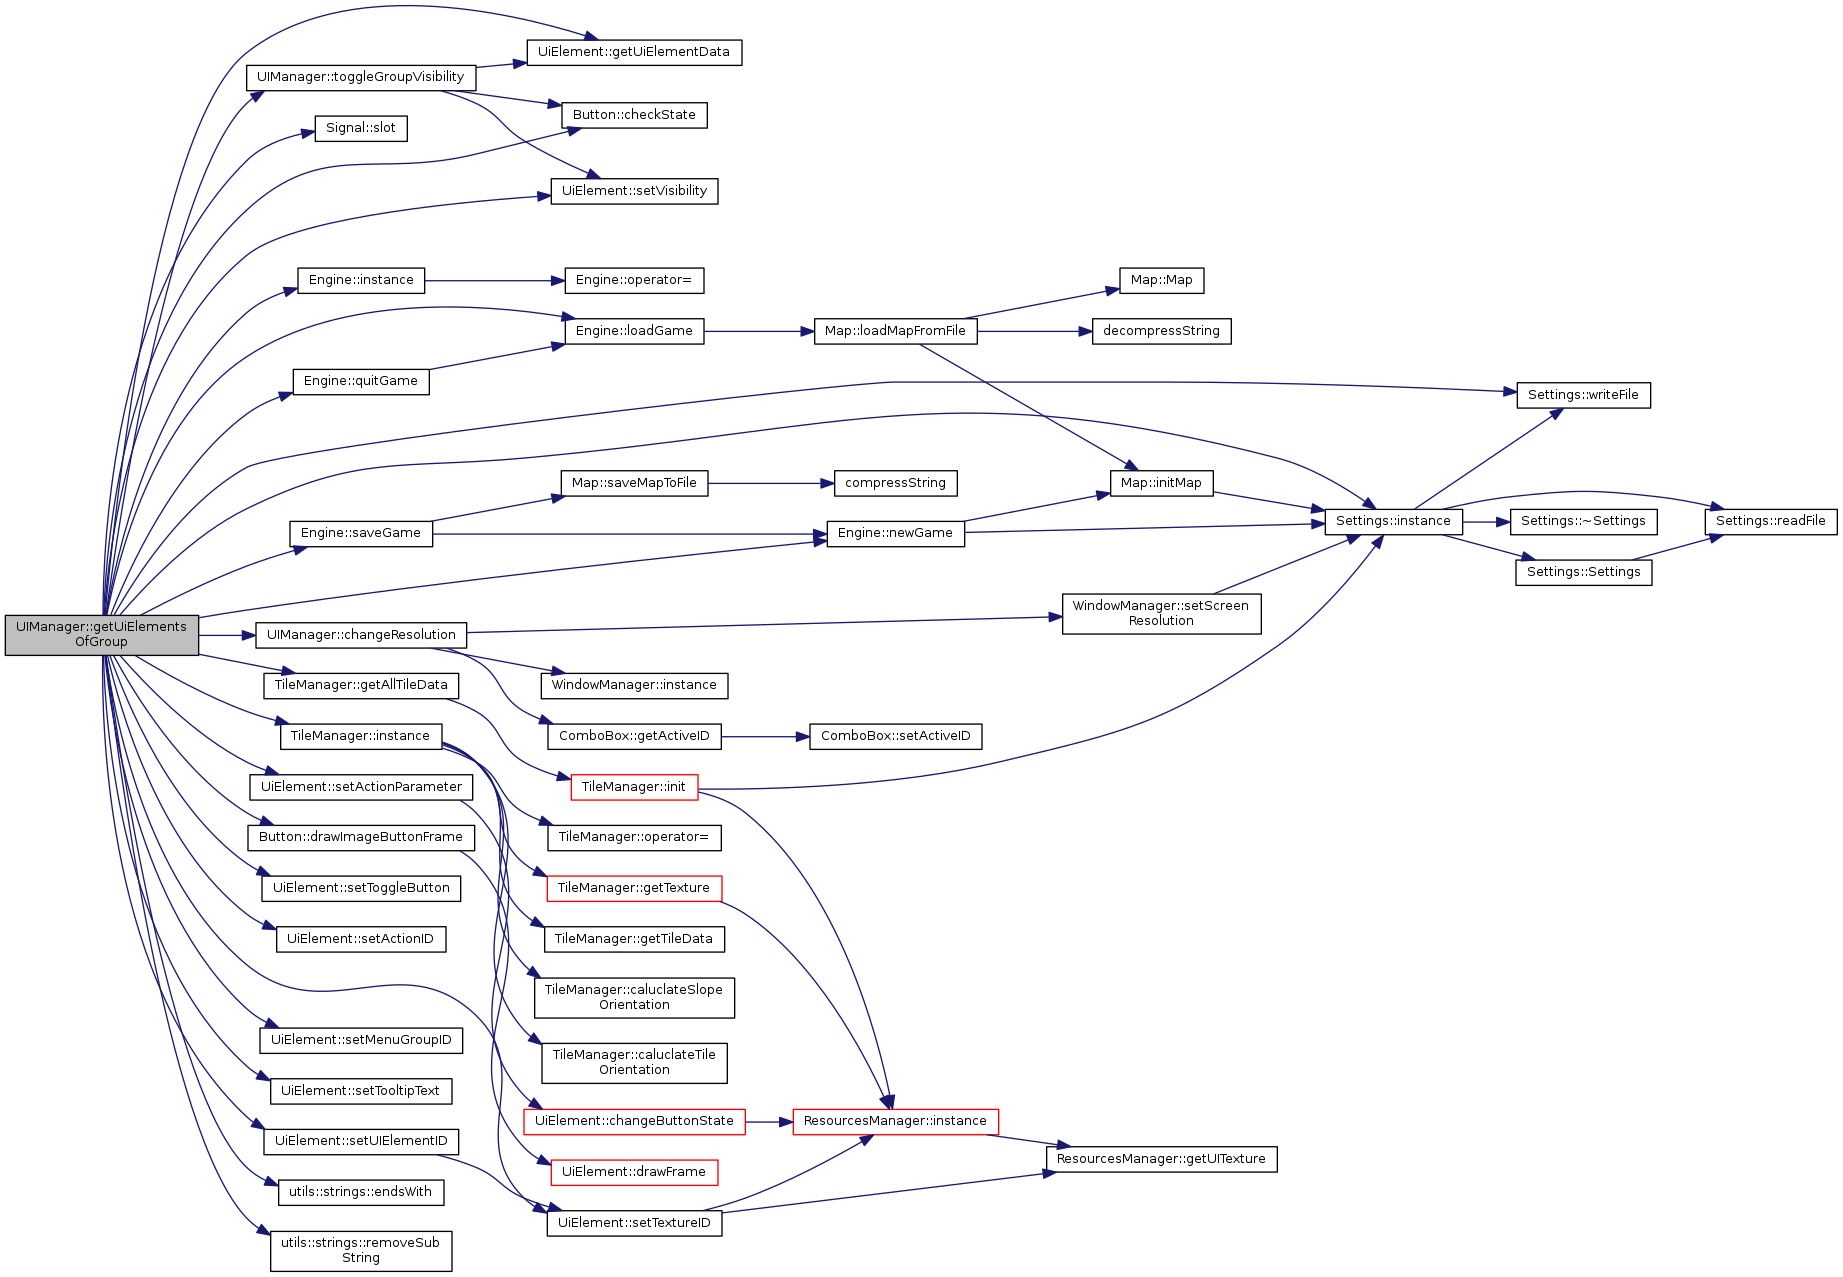 UiElement::getUiElementData
UIManager::toggleGroupVisibility
Button::checkState
Signal::slot
UiElement::setVisibility
Engine::instance
Engine::operator=
Map::Map
Engine::loadGame
Map::loadMapFromFile
decompressString
Engine::quitGame
Settings::writeFile
Map::saveMapToFile
compressString
Map::initMap
Engine::saveGame
Engine::newGame
Settings::instance
Settings::~Settings
Settings::readFile
Settings::Settings
UIManager::getUiElements
OfGroup
UIManager::changeResolution
WindowManager::setScreen
Resolution
TileManager::getAllTileData
WindowManager::instance
TileManager::instance
ComboBox::getActiveID
ComboBox::setActiveID
UiElement::setActionParameter
TileManager::init
Button::drawImageButtonFrame
TileManager::operator=
UiElement::setToggleButton
TileManager::getTexture
UiElement::setActionID
TileManager::getTileData
TileManager::caluclateSlope
Orientation
UiElement::setMenuGroupID
TileManager::caluclateTile
Orientation
UiElement::setTooltipText
UiElement::changeButtonState
ResourcesManager::instance
UiElement::setUIElementID
ResourcesManager::getUITexture
UiElement::drawFrame
utils::strings::endsWith
UiElement::setTextureID
utils::strings::removeSub
String